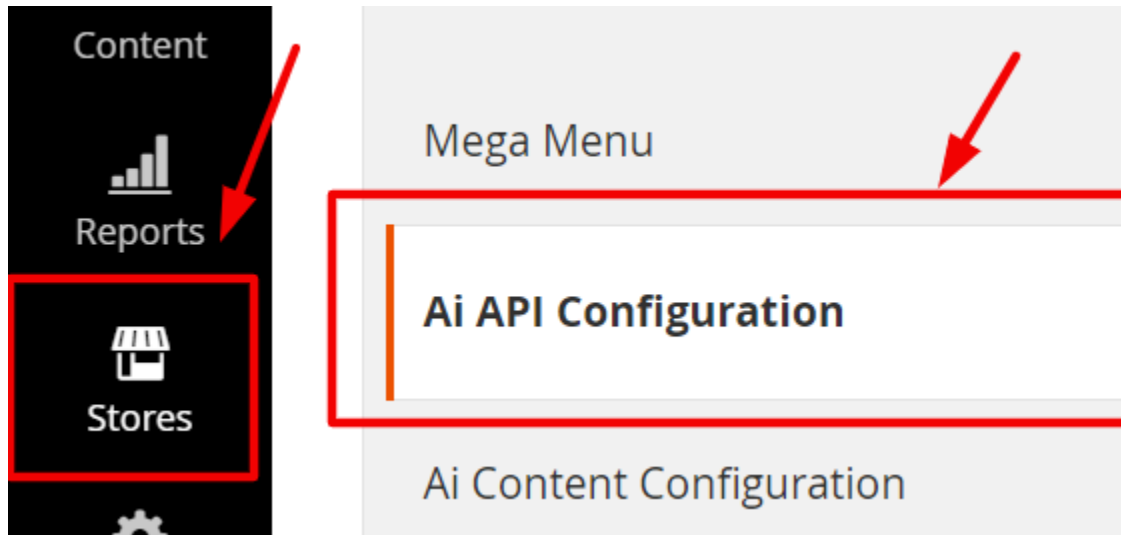 Content
Reports
Stores
Mega Menu
Ai API Configuration
Ai Content Configuration